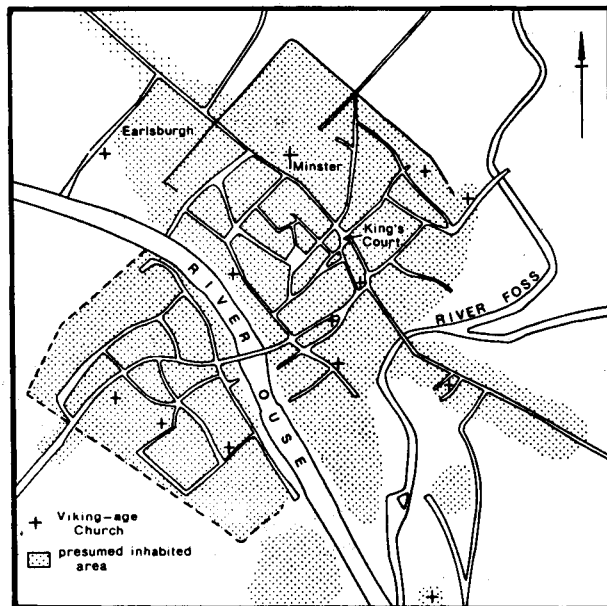 Earlsburgh
Minster
King's
Court
RIVER FOSS
RIVER OUSE
Viking-age
Church
presumed inhabited
area